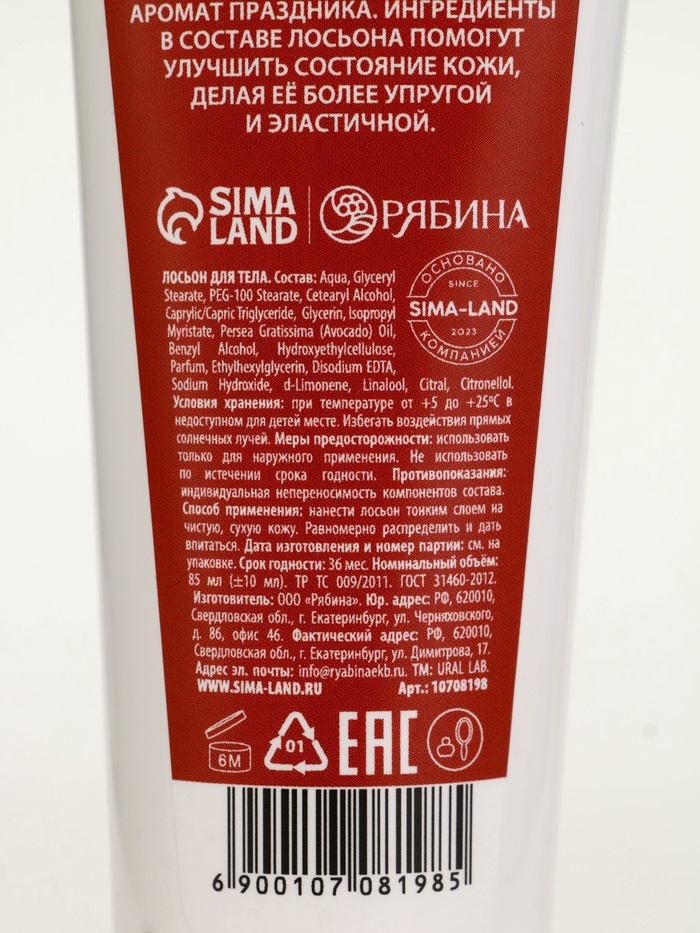 АРОМАТ ПРАЗДНИКА. ИНГРЕДИЕНТЫ
В СОСТАВЕ ЛОСЬОНА ПОМОГУТ
УЛУЧШИТЬ СОСТОЯНИЕ КОЖИ,
ДЕЛАЯ ЕЁ БОЛЕЕ УПРУГОЙ
И ЭЛАСТИЧНОЙ.
SIMA LAND
РЯБИНА
ОСНОВАНО
SINCE
SIMA-LAND
2023
КОМПАНИЕЙ
ЛОСЬОН ДЛЯ ТЕЛА. Состав: Aqua, Glyceryl
Stearate, PEG-100 Stearate, Cetearyl Alcohol,
Caprylic/Capric Triglyceride, Glycerin, Isopropyl
Myristate, Persea Gratissima (Avocado) Oil,
Benzyl Alcohol, Hydroxyethylcellulose,
Parfum, Ethylhexylglycerin, Disodium EDTA,
Sodium Hydroxide, d-Limonene, Linalool, Citral, Citronellol.
Условия хранения: при температуре от +5 до +25°С в
недоступном для детей месте. Избегать воздействия прямых
солнечных лучей. Меры предосторожности: использовать
только для наружного применения. Не использовать
по истечении срока годности. Противопоказания:
индивидуальная непереносимость компонентов состава.
Способ применения: нанести лосьон тонким слоем на
чистую, сухую кожу. Равномерно распределить и дать
впитаться. Дата изготовления и номер партии: см. на
упаковке. Срок годности: 36 мес. Номинальный объём:
85 мл (±10 мл). ТР ТС 009/2011. ГОСТ 31460-2012.
Изготовитель: ООО «Рябина». Юр. адрес: РФ, 620010,
Свердловская обл., г. Екатеринбург, ул. Черняховского,
д. 86, офис 46. Фактический адрес: РФ, 620010,
Свердловская обл., г. Екатеринбург, ул. Димитрова, 17.
Адрес эл. почты: info@ryabinaekb.ru. TM: URAL LAB.
WWW.SIMA-LAND.RU Арт.: 10708198
6M
01
EAC
6 900107 081985